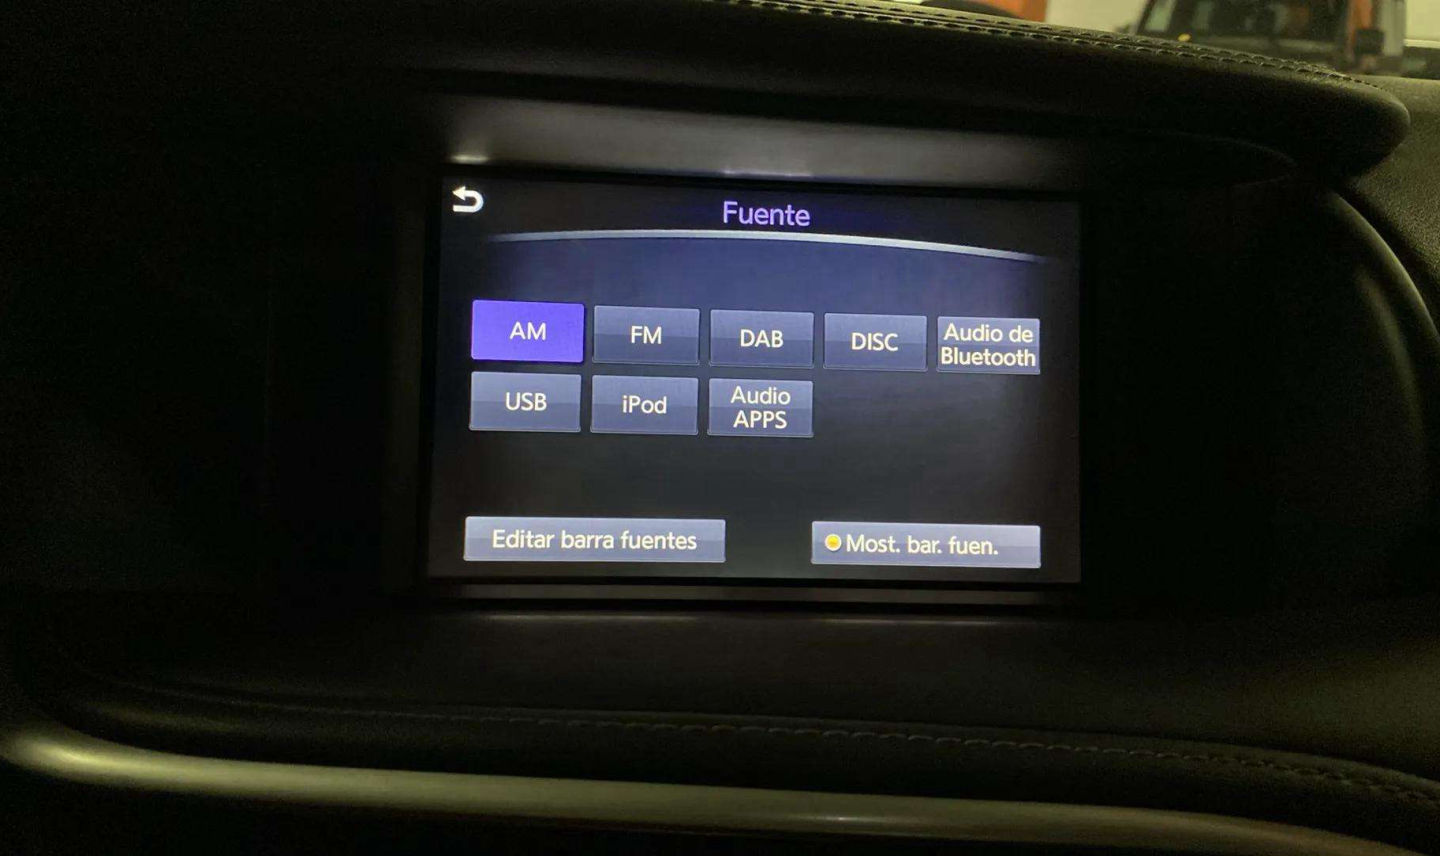 Fuente
AM
FM
DAB
DISC
Audio de
Bluetooth
USB
iPod
Audio
APPS
Editar barra fuentes
Most. bar. fuen.